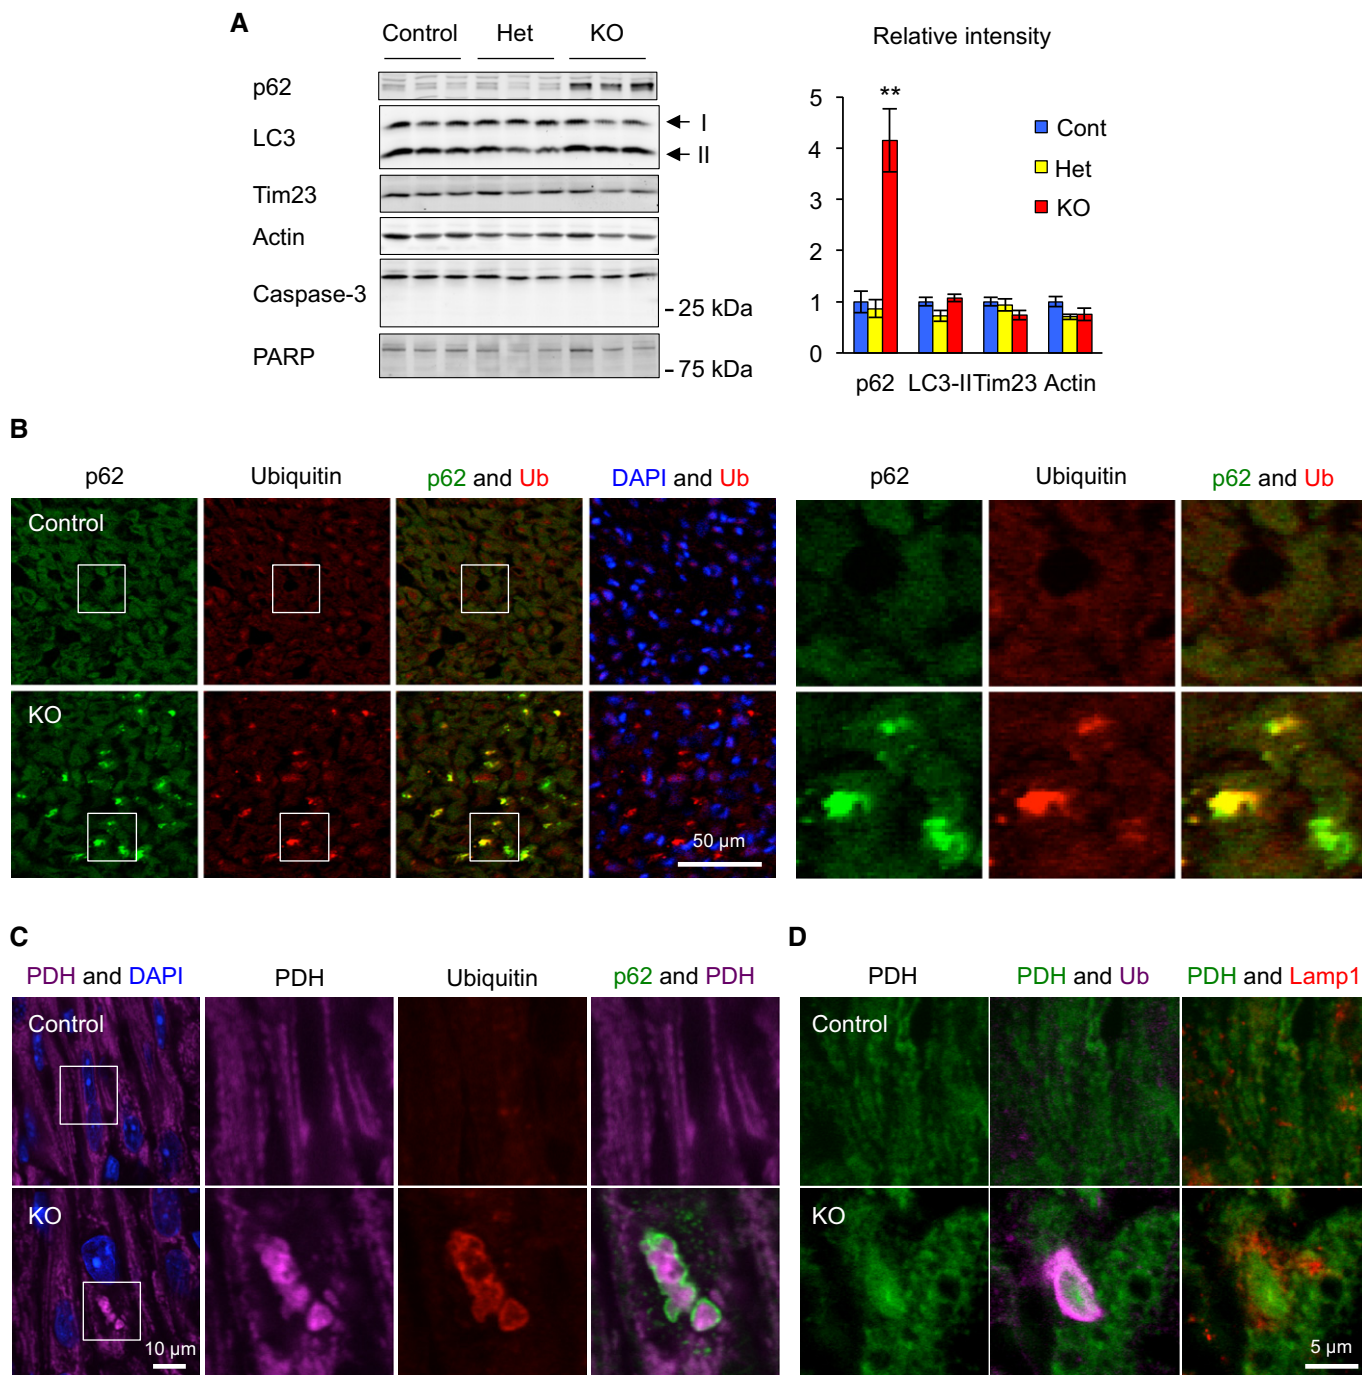 A
Control Het KO
p62
LC3
I
II
Tim23
Actin
Caspase-3
25 kDa
PARP
75 kDa
Relative intensity
**
5
4
3
2
1
0
Cont
Het
KO
p62 LC3-II Tim23 Actin
B
p62 Ubiquitin p62 and Ub DAPI and Ub p62 Ubiquitin p62 and Ub
Control
KO
50 µm
C
PDH and DAPI PDH Ubiquitin p62 and PDH
Control
KO
10 µm
D
PDH PDH and Ub PDH and Lamp1
Control
KO
5 µm